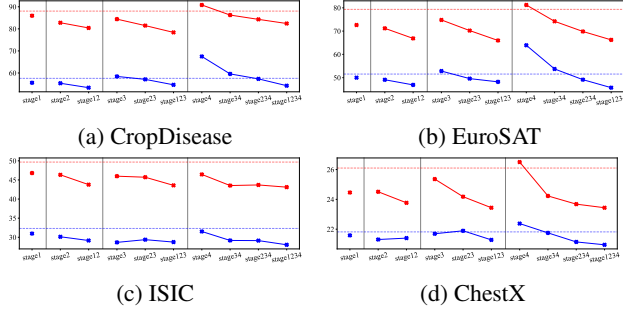 90
80
70
60
stage1
stage2
stage12
stage3
stage23
stage123
stage4
stage34
stage234
stage1234
(a) CropDisease
80
70
60
50
stage1
stage2
stage12
stage3
stage23
stage123
stage4
stage34
stage234
stage1234
(b) EuroSAT
50
45
40
35
30
stage1
stage2
stage12
stage3
stage23
stage123
stage4
stage34
stage234
stage1234
(c) ISIC
26
24
22
stage1
stage2
stage12
stage3
stage23
stage123
stage4
stage34
stage234
stage1234
(d) ChestX